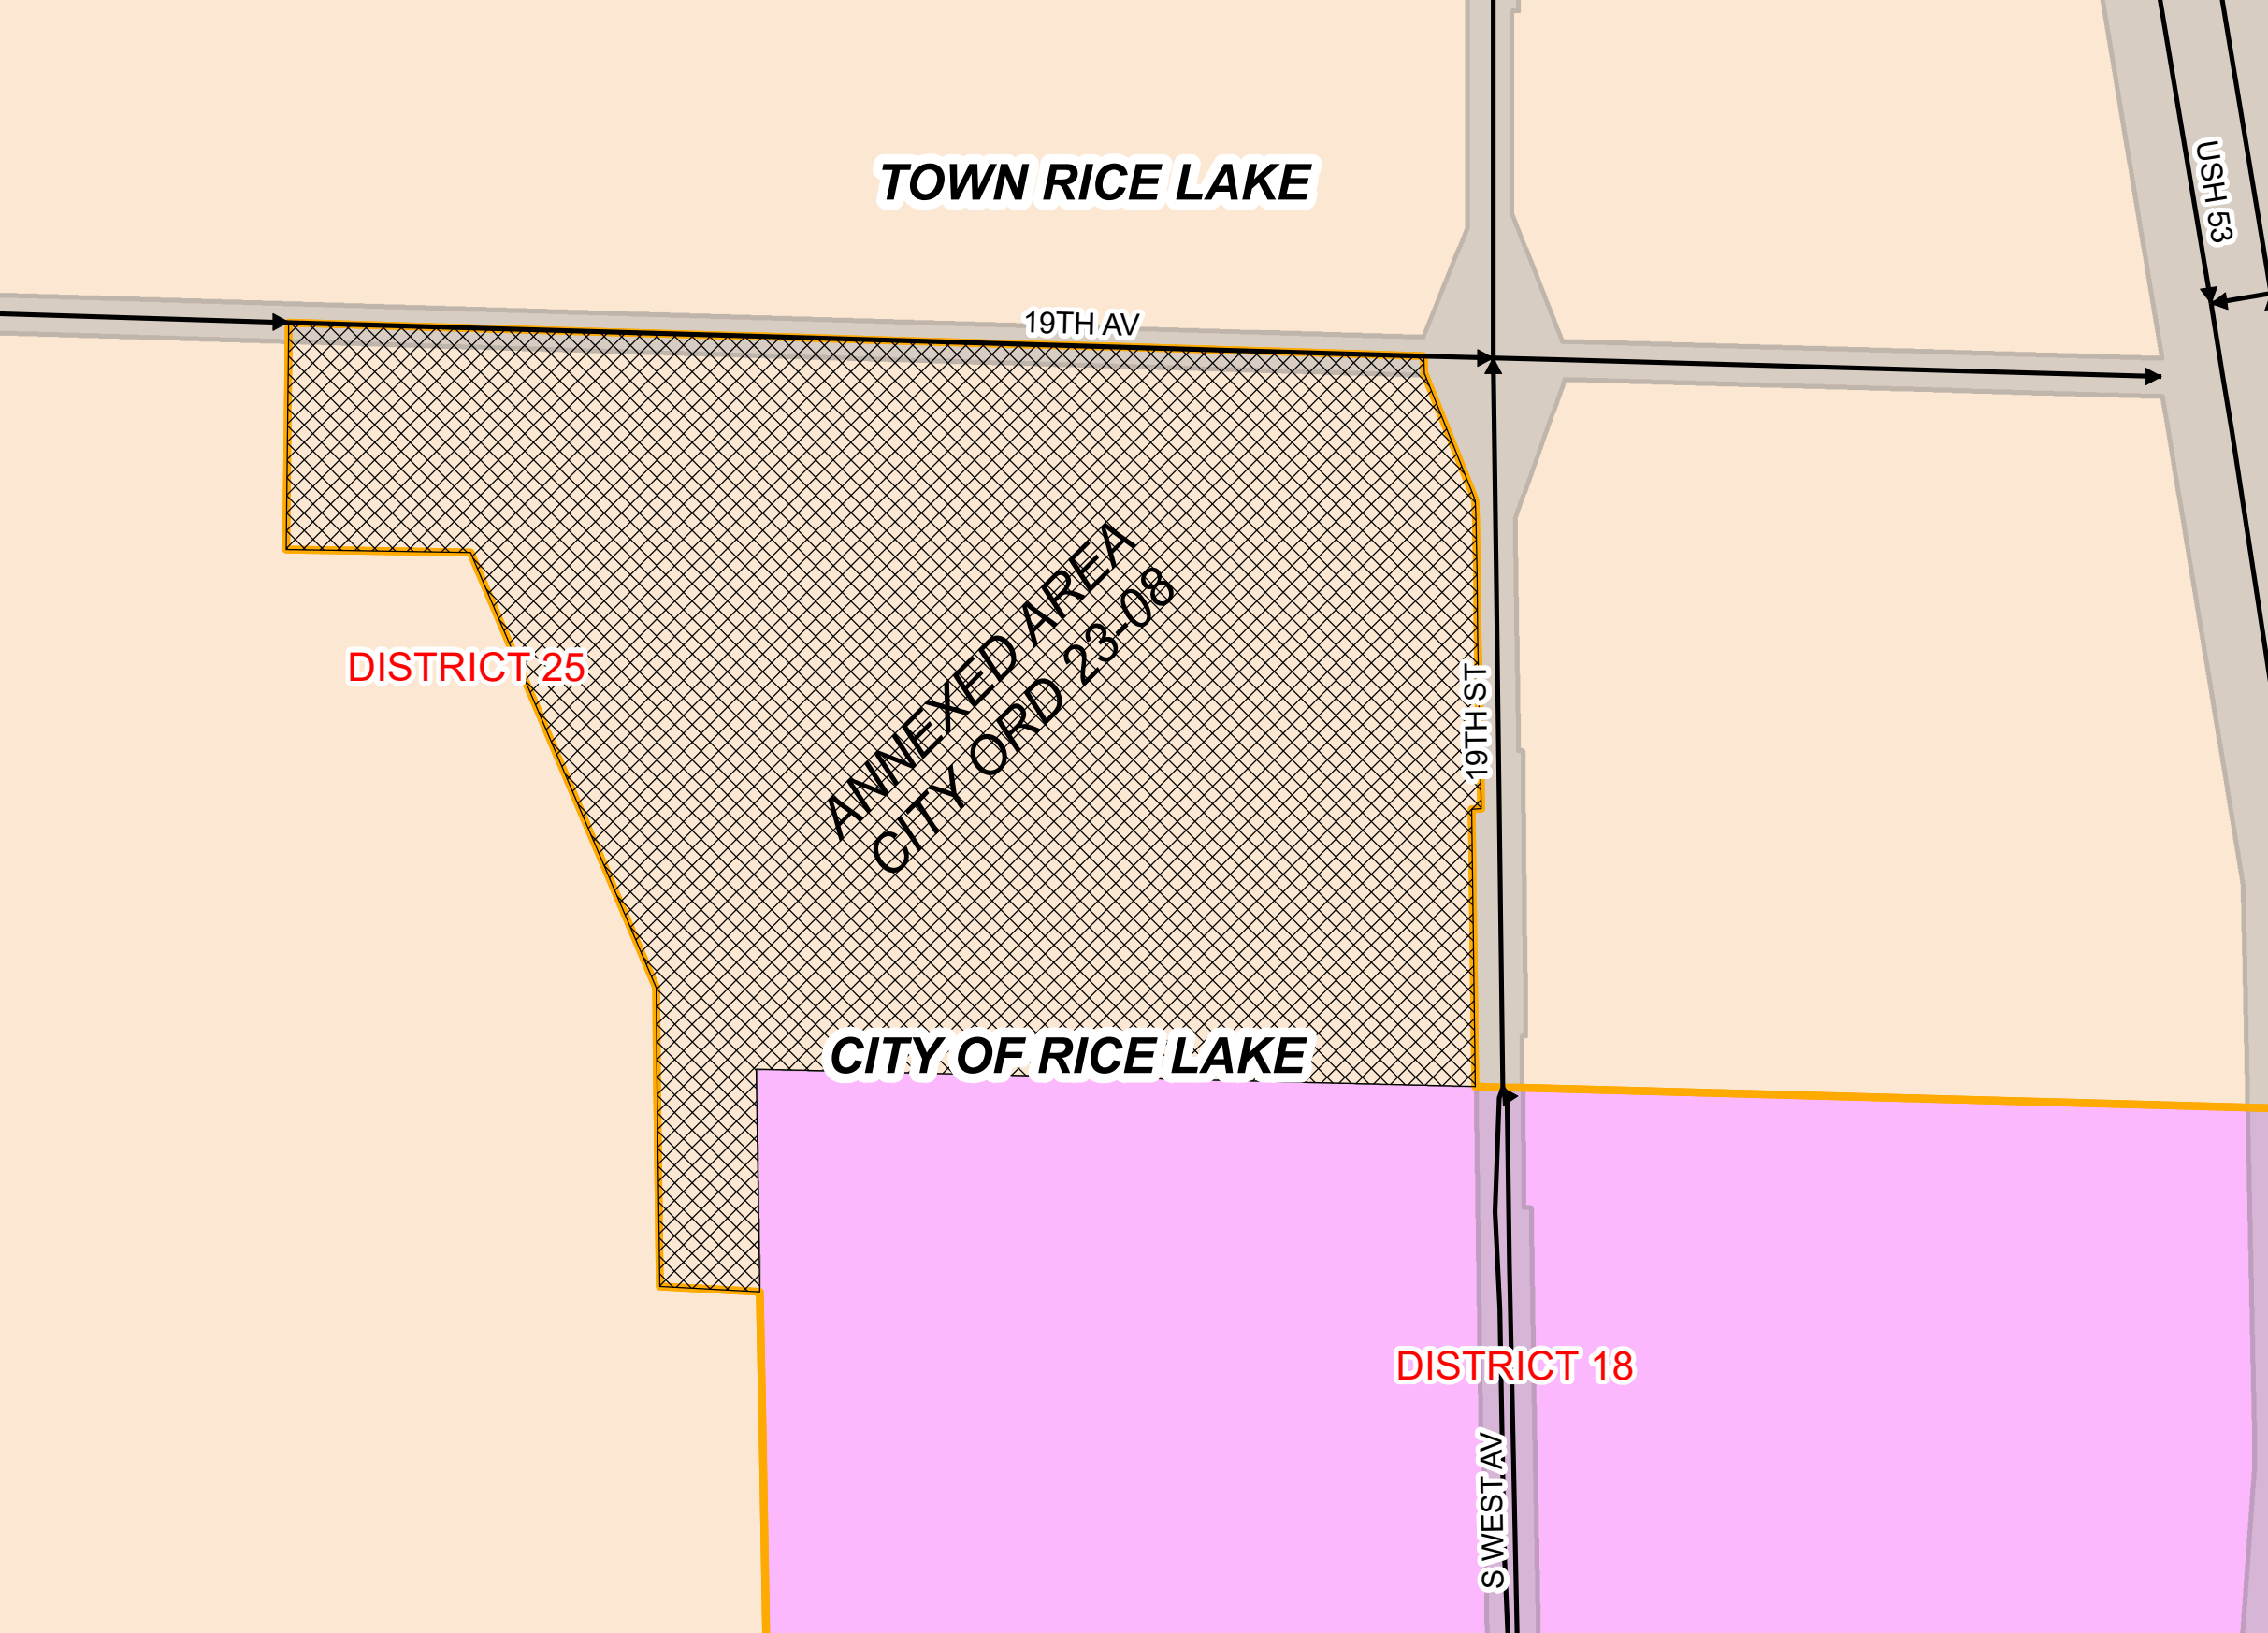 TOWN RICE LAKE
USH 53
19TH AV
ANNEXED AREA
CITY ORD 23-08
DISTRICT 25
19TH ST
CITY OF RICE LAKE
DISTRICT 18
S WEST AV